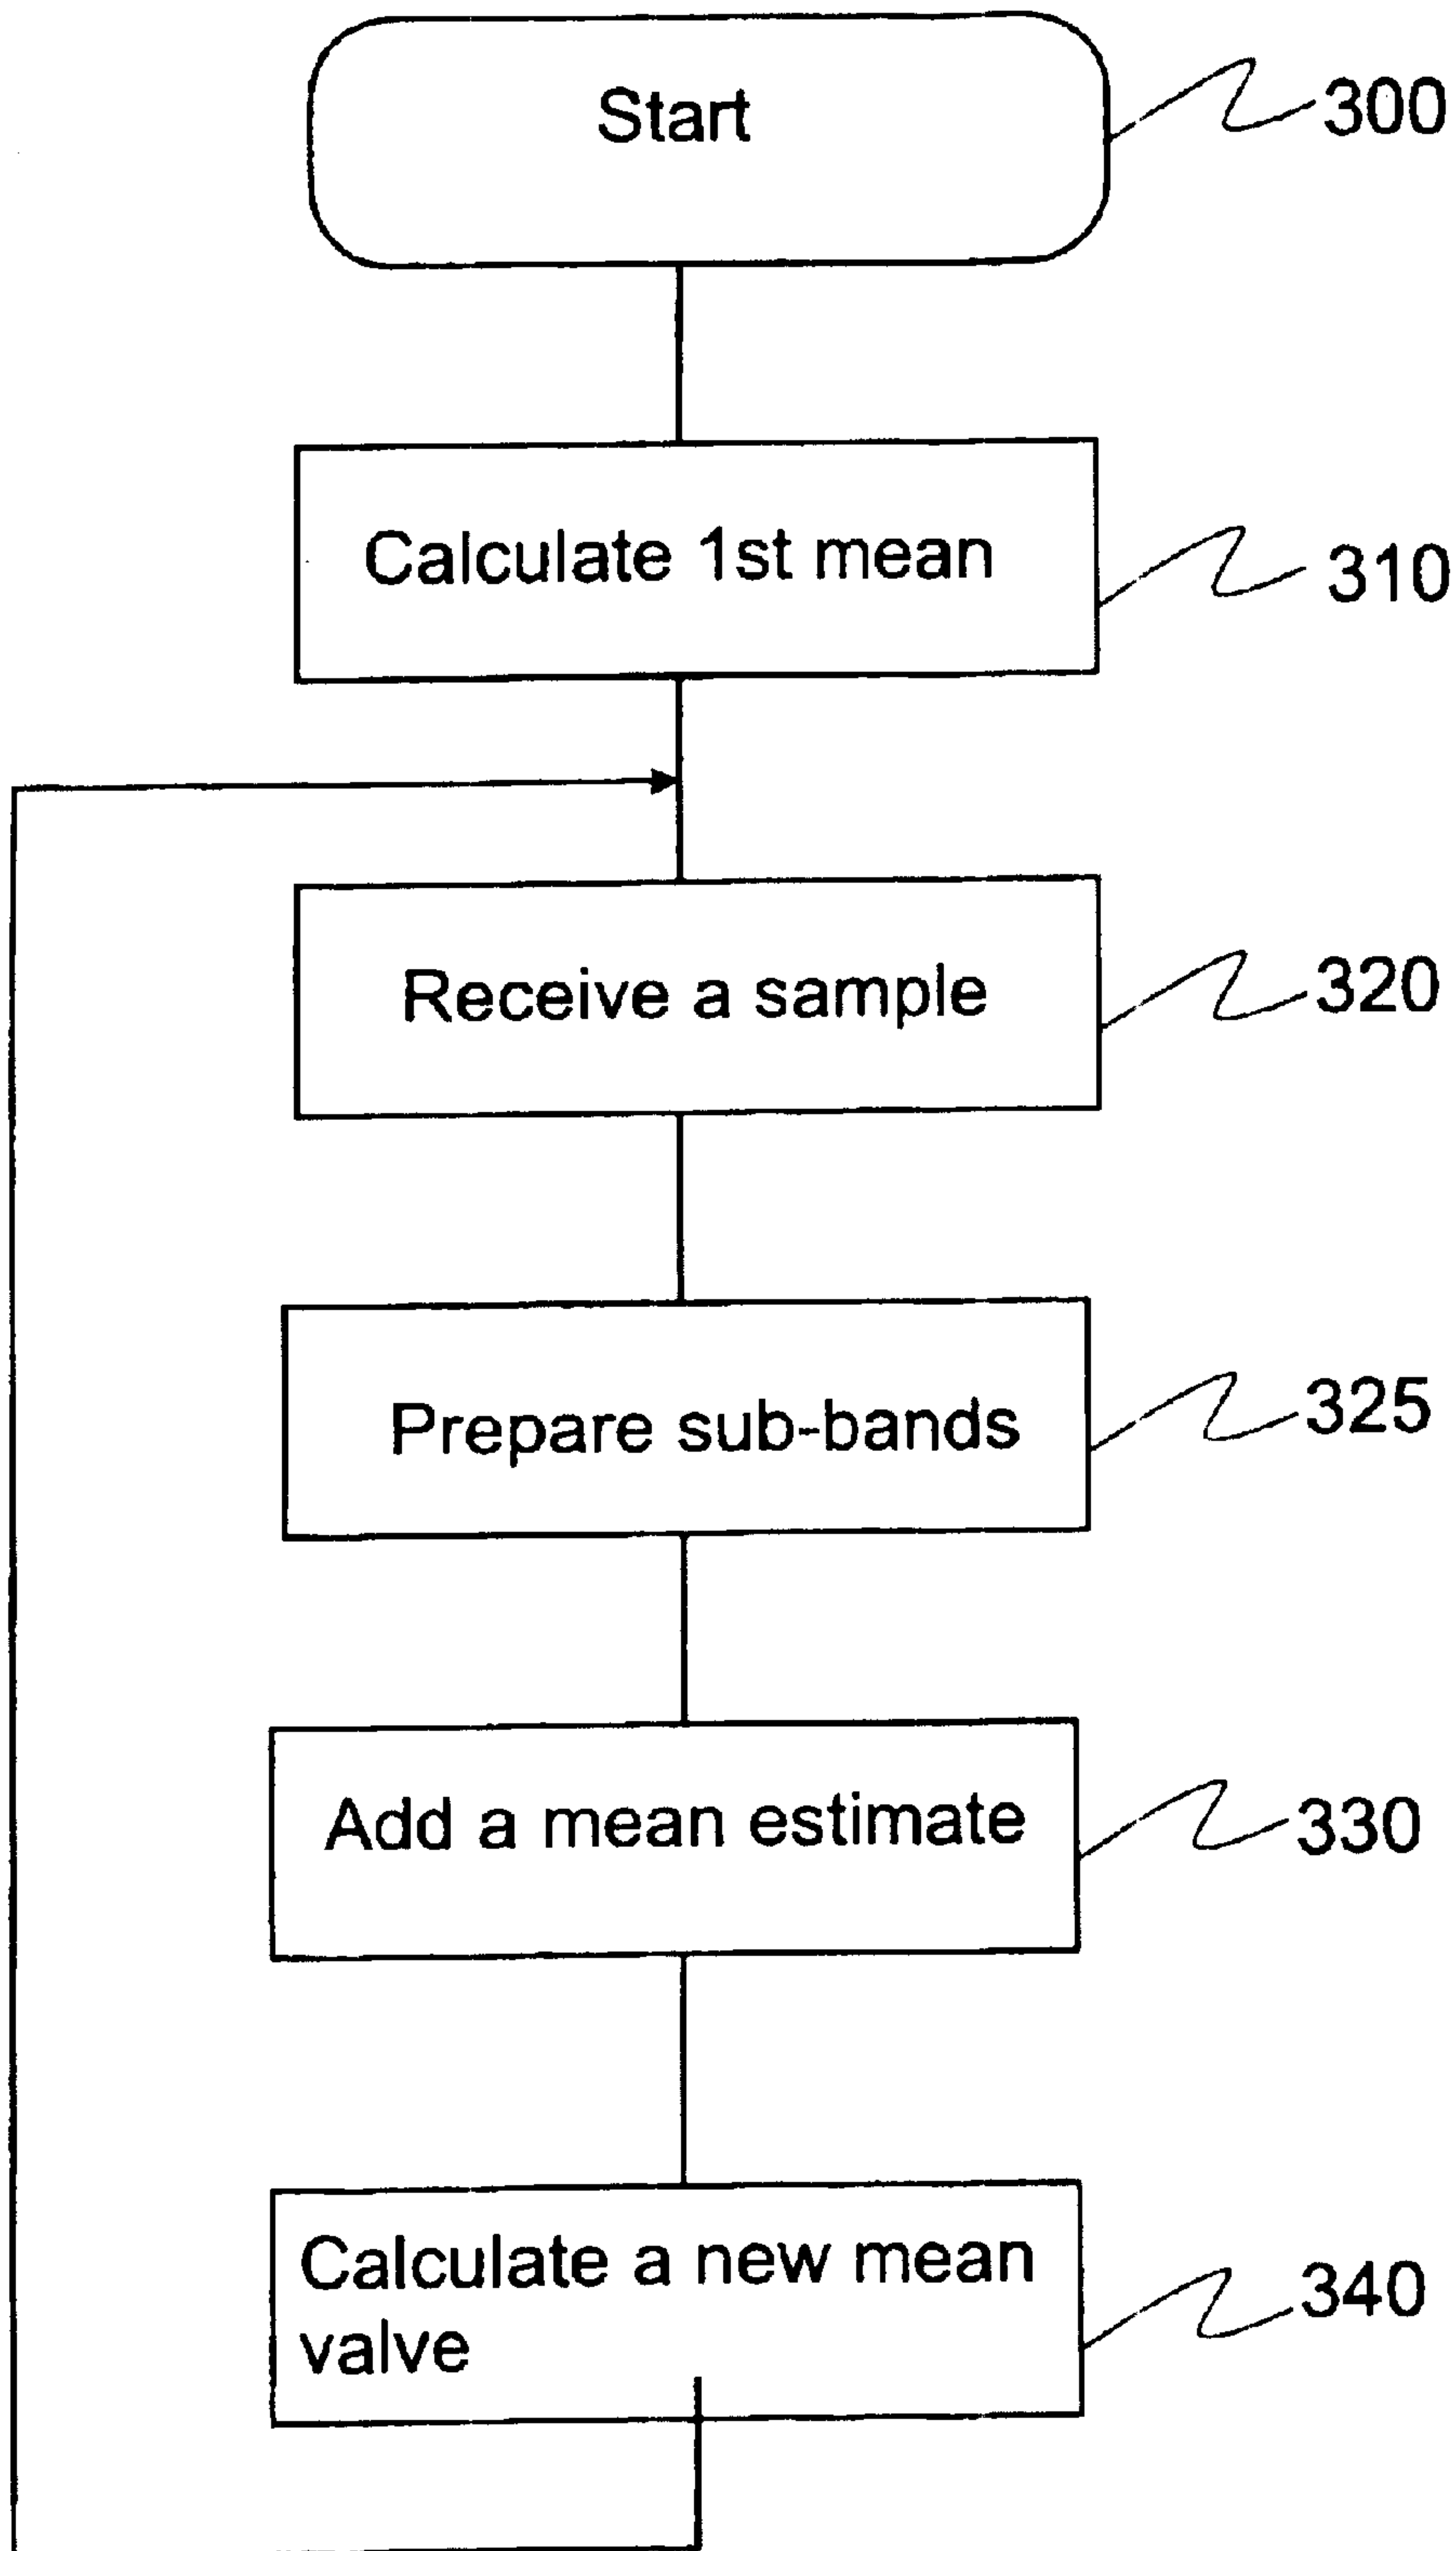 Start
300
Calculate 1st mean
310
Receive a sample
320
Prepare sub-bands
325
Add a mean estimate
330
Calculate a new mean
valve
340